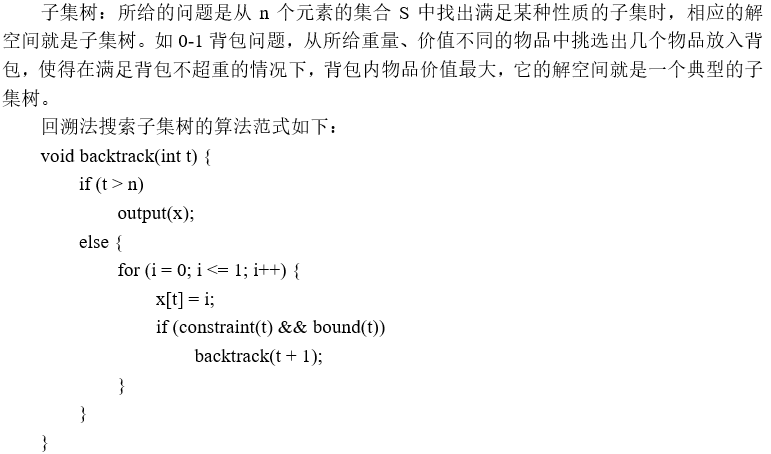 子集树：所给的问题是从 n 个元素的集合 S 中找出满足某种性质的子集时，相应的解
空间就是子集树。如 0-1 背包问题，从所给重量、价值不同的物品中挑选出几个物品放入背
包，使得在满足背包不超重的情况下，背包内物品价值最大，它的解空间就是一个典型的子
集树。
回溯法搜索子集树的算法范式如下：
void backtrack(int t) {
if (t > n)
output(x);
else {
for (i = 0; i <= 1; i++) {
x[t] = i;
if (constraint(t) && bound(t))
backtrack(t + 1);
}
}
}